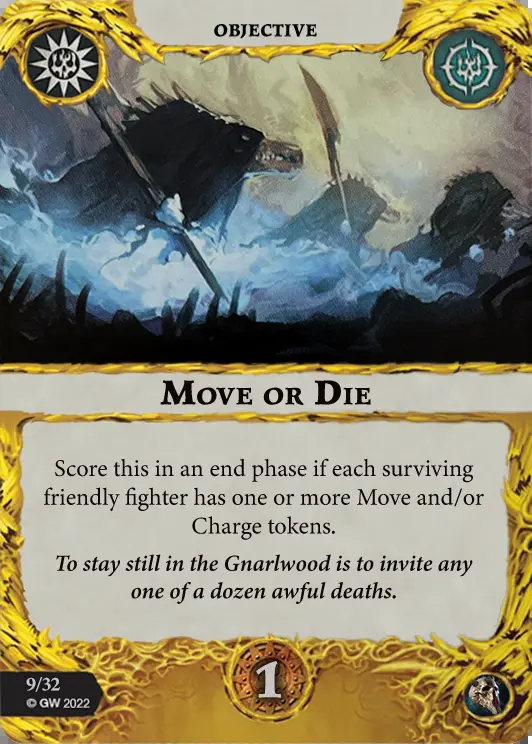 OBJECTIVE
MOVE OR DIE
Score this in an end phase if each surviving
friendly fighter has one or more Move and/or
Charge tokens.
To stay still in the Gnarlwood is to invite any
one of a dozen awful deaths.
1
9/32
© GW 2022